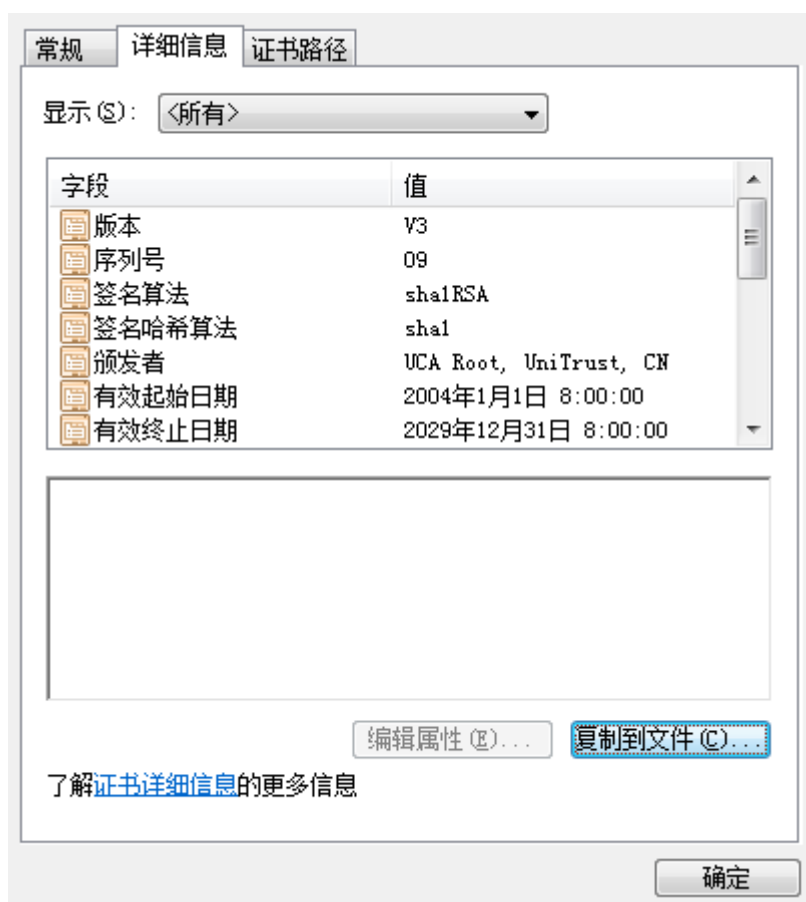 常规 详细信息 证书路径
显示(S): <所有>
字段 值
版本 V3
序列号 09
签名算法 sha1RSA
签名哈希算法 sha1
颁发者 UCA Root, UniTrust, CN
有效起始日期 2004年1月1日 8:00:00
有效终止日期 2029年12月31日 8:00:00
编辑属性(E)... 复制到文件(C)...
了解证书详细信息的更多信息
确定